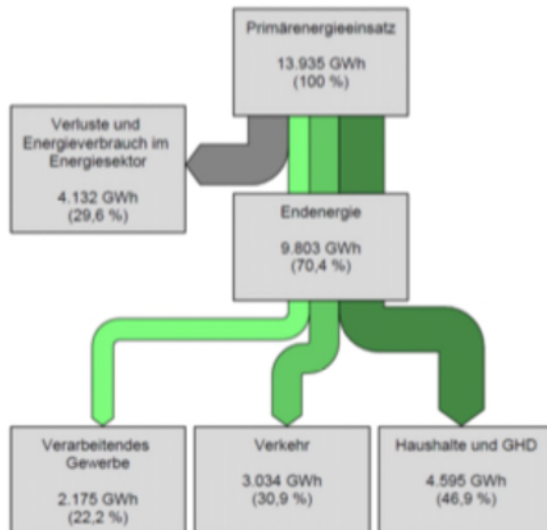 Primärenergieeinsatz
13.935 GWh
(100 %)
Verluste und
Energieverbrauch im
Energiesektor
4.132 GWh
(29,6 %)
Endenergie
9.803 GWh
(70,4 %)
Verarbeitendes
Gewerbe
2.175 GWh
(22,2 %)
Verkehr
3.034 GWh
(30,9 %)
Haushalte und GHD
4.595 GWh
(46,9 %)